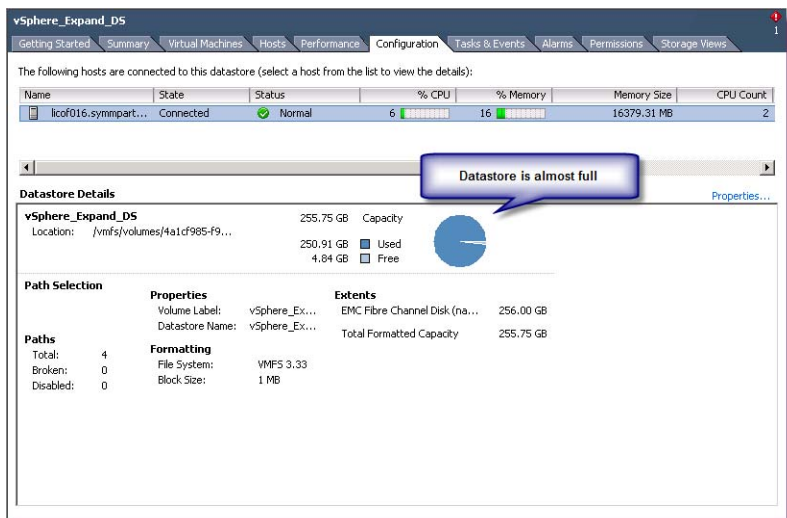 vSphere_Expand_DS
1
Getting Started Summary Virtual Machines Hosts Performance Configuration Tasks & Events Alarms Permissions Storage Views
The following hosts are connected to this datastore (select a host from the list to view the details):
Name State Status % CPU % Memory Memory Size CPU Count
licof016.symmpart... Connected Normal 6 16 16379.31 MB 2
Datastore is almost full
Datastore Details
Properties...
vSphere_Expand_DS 255.75 GB Capacity
Location: /vmfs/volumes/4a1cf985-f9...
250.91 GB Used
4.84 GB Free
Path Selection
Properties Extents
Volume Label: vSphere_Ex... EMC Fibre Channel Disk (na... 256.00 GB
Datastore Name: vSphere_Ex...
Total Formatted Capacity 255.75 GB
Paths
Total: 4
Broken: 0
Disabled: 0
Formatting
File System: VMFS 3.33
Block Size: 1 MB